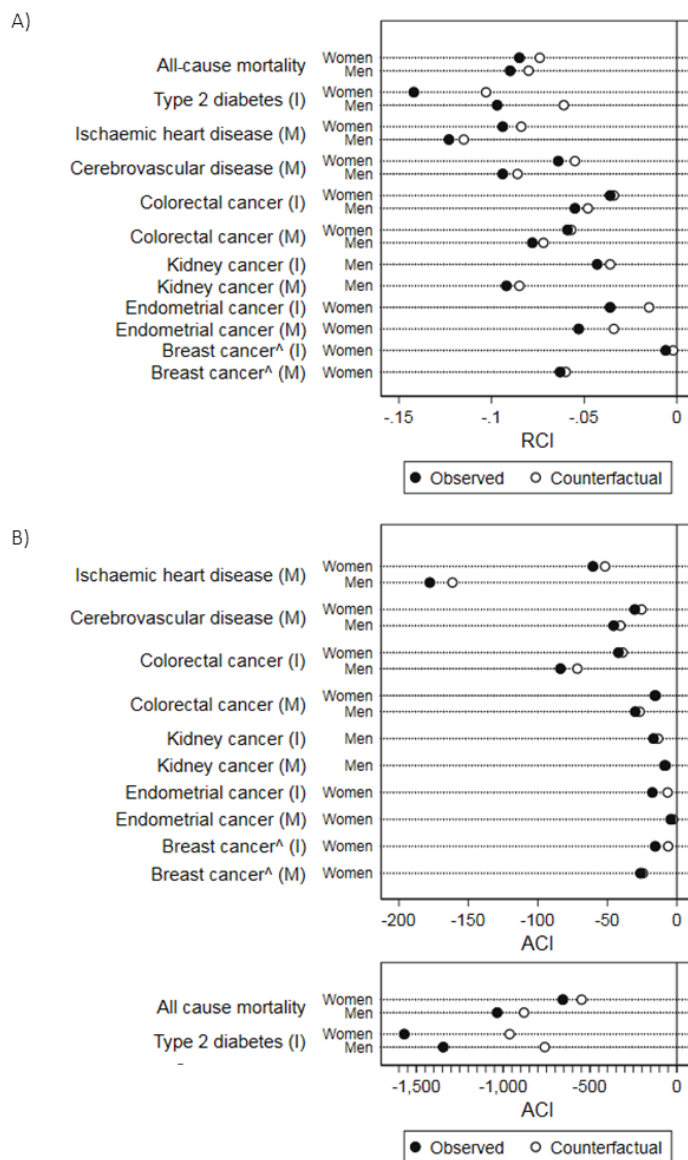 A)
All-cause mortality Women
Men
Type 2 diabetes (I) Women
Men
Ischaemic heart disease (M) Women
Men
Cerebrovascular disease (M) Women
Men
Colorectal cancer (I) Women
Men
Colorectal cancer (M) Women
Men
Kidney cancer (I) Men
Kidney cancer (M) Men
Endometrial cancer (I) Women
Endometrial cancer (M) Women
Breast cancer^ (I) Women
Breast cancer^ (M) Women
-.15 -.1 -.05 0
RCI
Observed Counterfactual
B)
Ischaemic heart disease (M) Women
Men
Cerebrovascular disease (M) Women
Men
Colorectal cancer (I) Women
Men
Colorectal cancer (M) Women
Men
Kidney cancer (I) Men
Kidney cancer (M) Men
Endometrial cancer (I) Women
Endometrial cancer (M) Women
Breast cancer^ (I) Women
Breast cancer^ (M) Women
-200 -150 -100 -50 0
ACI
All cause mortality Women
Men
Type 2 diabetes (I) Women
Men
-1,500 -1,000 -500 0
ACI
Observed Counterfactual